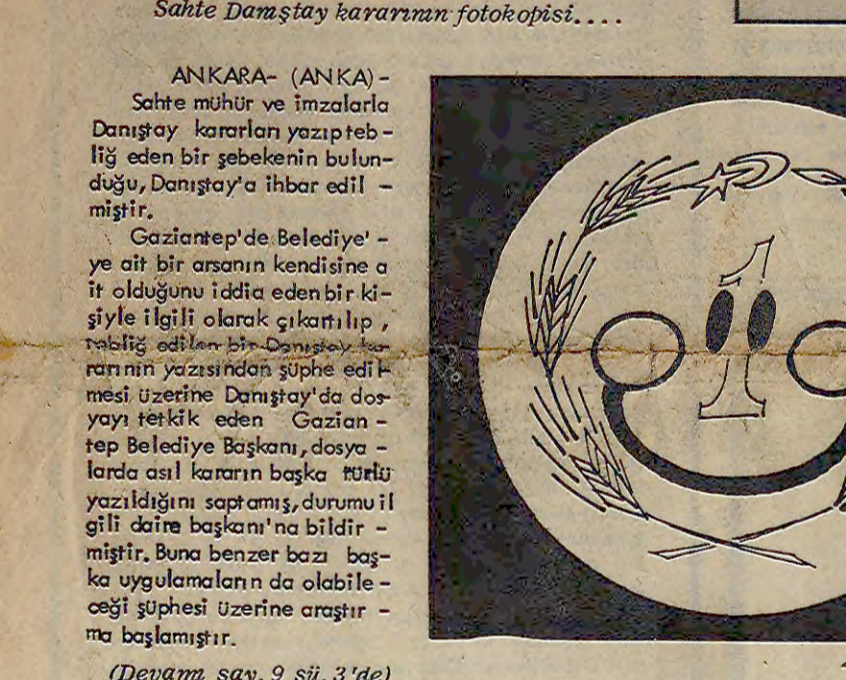 Sahte Danıştay kararının fotokopisi....
ANKARA- (ANKA) -
Sahte mühür ve imzalarla
Danıştay kararları yazıp teb -
liğ eden bir şebekenin bulun-
duğu, Danıştay'a ihbar edil -
miştir.
Gaziantep'de Belediye' -
ye ait bir arsanın kendisine a
it olduğunu iddia eden bir ki-
şiyle ilgili olarak çıkartılıp ,
tebliğ edilen bir Danıştay ka-
rarının yazısından şüphe edil-
mesi üzerine Danıştay'da dos-
yayı tetkik eden Gazian -
tep Belediye Başkanı, dosya -
larda asıl kararın başka türlü
yazıldığını saptamış, durumu il
gili daire başkanı'na bildir -
miştir. Buna benzer bazı baş-
ka uygulamaların da olabile -
ceği şüphesi üzerine araştır -
ma başlamıştır.
(Devamı say. 9 sü. 3'de)
1